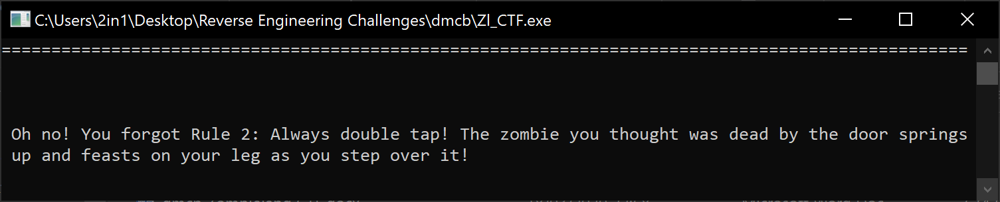 C:\Users\2in1\Desktop\Reverse Engineering Challenges\dmcb\Zl_CTF.exe
=================================================================================================
Oh no! You forgot Rule 2: Always double tap! The zombie you thought was dead by the door springs
up and feasts on your leg as you step over it!